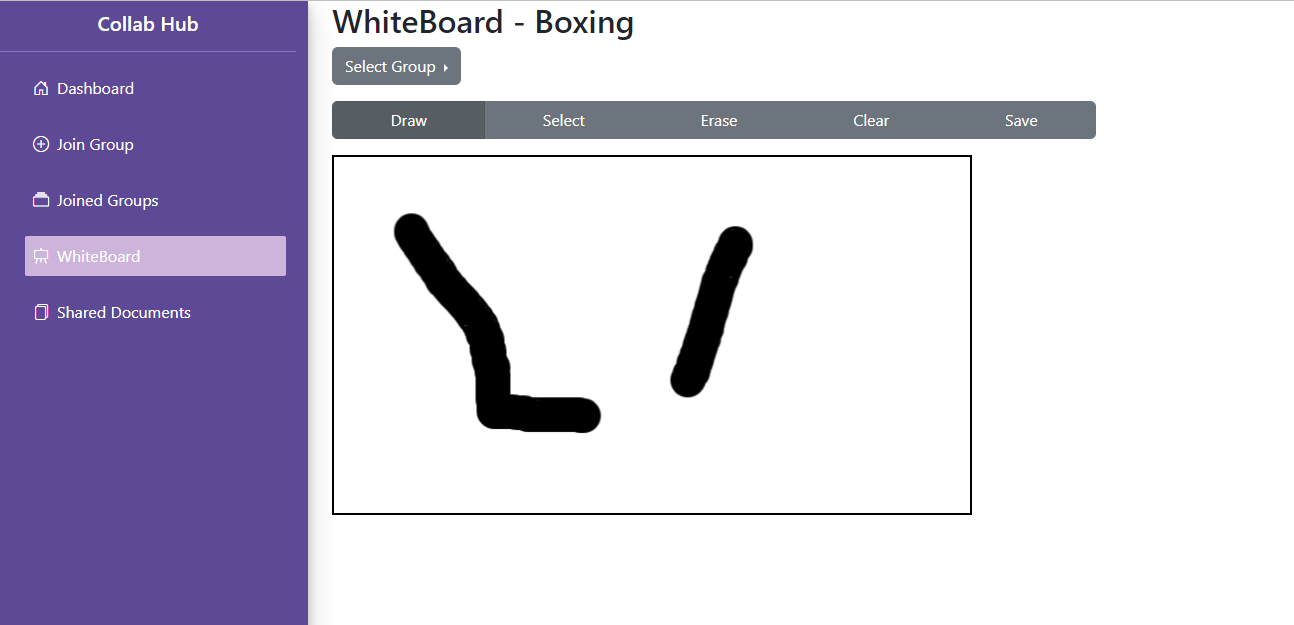 Collab Hub
Dashboard
Join Group
Joined Groups
WhiteBoard
Shared Documents
WhiteBoard - Boxing
Select Group
Draw Select Erase Clear Save